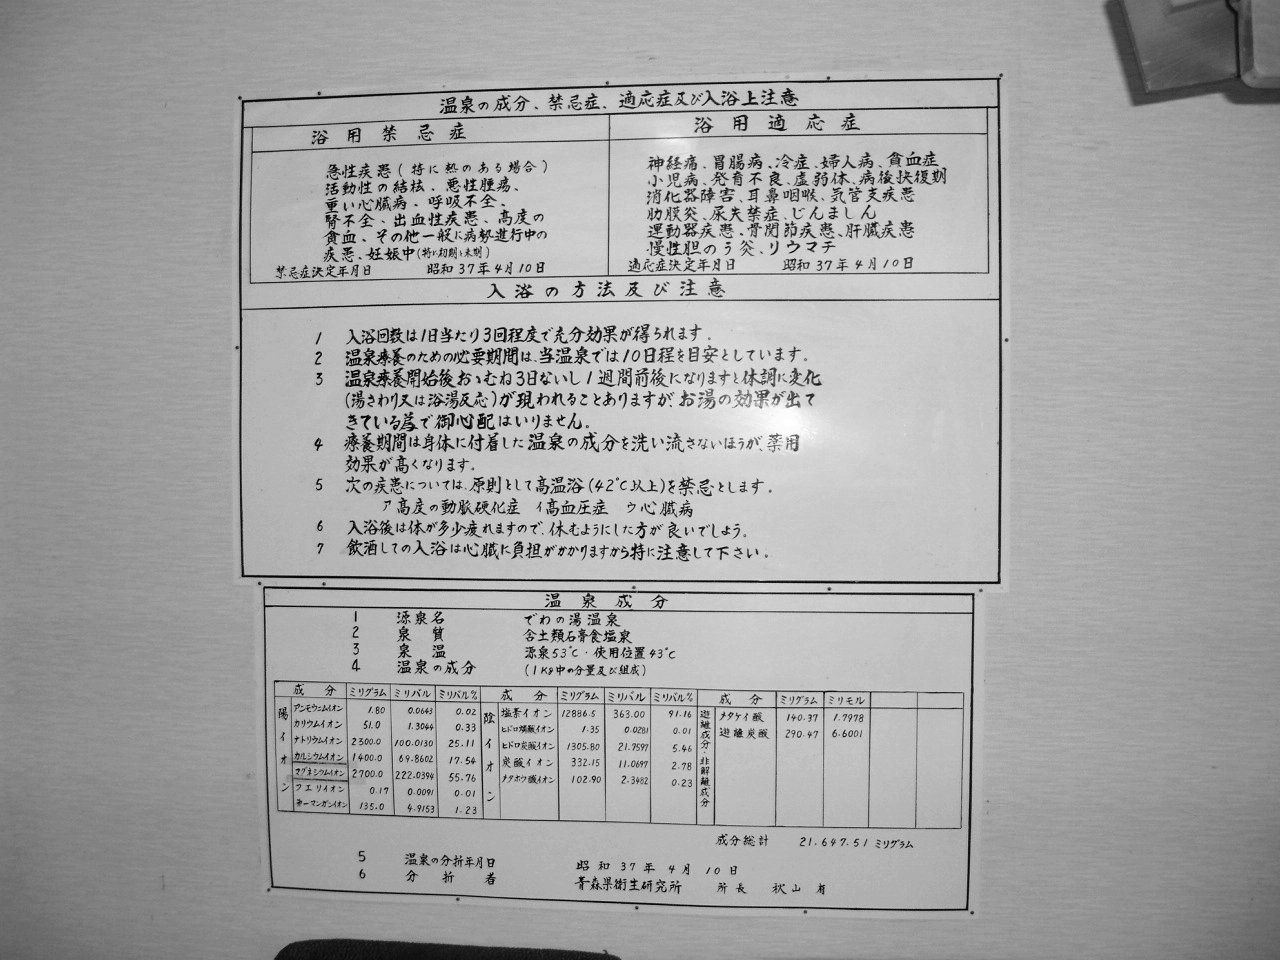 温泉の成分、禁忌症、適応症及び入浴上注意
浴用禁忌症
急性疾患(特に熱のある場合)
活動性の結核、悪性腫瘍、
重い心臓病、呼吸不全、
腎不全、出血性疾患、高度の
貧血、その他一般に病勢進行中の
疾患、妊娠中(特に初期と末期)
禁忌症決定年月日 昭和37年4月10日
浴用適応症
神経痛、胃腸病、冷症、婦人病、貧血症
小児病、発育不良、虚弱体、病後快復期
消化器障害、耳鼻咽喉、気管支疾患
肋膜炎、尿失禁症、じんましん
運動器疾患、骨関節疾患、肝臓疾患
慢性胆のう炎、リウマチ
適応症決定年月日 昭和37年4月10日
入浴の方法及び注意
1 入浴回数は1日当たり3回程度で充分効果が得られます。
2 温泉療養のための必要期間は、当温泉では10日程を目安としています。
3 温泉療養開始後おゝむね3日ないし1週間前後になりますと体調に変化
(湯さわり又は浴湯反応)が現われることありますが、お湯の効果が出て
きている為で御心配はいりません。
4 療養期間は身体に付着した温泉の成分を洗い流さないほうが、薬用
効果が高くなります。
5 次の疾患については、原則として高温浴(42℃以上)を禁忌とします。
ア高度の動脈硬化症 イ高血圧症 ウ心臓病
6 入浴後は体が多少疲れますので、休むようにした方が良いでしょう。
7 飲酒しての入浴は心臓に負担がかかりますから特に注意して下さい。
温泉成分
1 源泉名 でわの湯温泉
2 泉質 含土類石膏食塩泉
3 泉温 源泉53℃・使用位置43℃
4 温泉の成分 (1Kg中の分量及び組成)
成分 ミリグラム ミリバル ミリバル% 成分 ミリグラム ミリバル ミリバル% 成分 ミリグラム ミリモル
陽イオン 陰イオン 遊離成分・非解離成分
アンモウニムイオン 1.80 0.0643 0.02 塩素イオン 12886.5 363.00 91.16 メタケイ酸 140.37 1.7978
カリウムイオン 51.0 1.3044 0.33 ヒドロ燐酸イオン 1.35 0.0281 0.01 遊離炭酸 290.47 6.6001
ナトリウムイオン 2300.0 100.0130 25.11 ヒドロ炭酸イオン 1305.80 21.7597 5.46
カルシウムイオン 1400.0 69.8602 17.54 炭酸イオン 332.15 11.0697 2.78
マグネシウムイオン 2700.0 222.0394 55.76 メタホウ酸イオン 102.90 2.3482 0.23
フエリイオン 0.17 0.0091 0.01
第一マンガンイオン 135.0 4.9153 1.23
成分総計 21.647.51 ミリグラム
5 温泉の分折年月日 昭和37年4月10日
6 分折者 青森県衛生研究所 所長 秋山 有